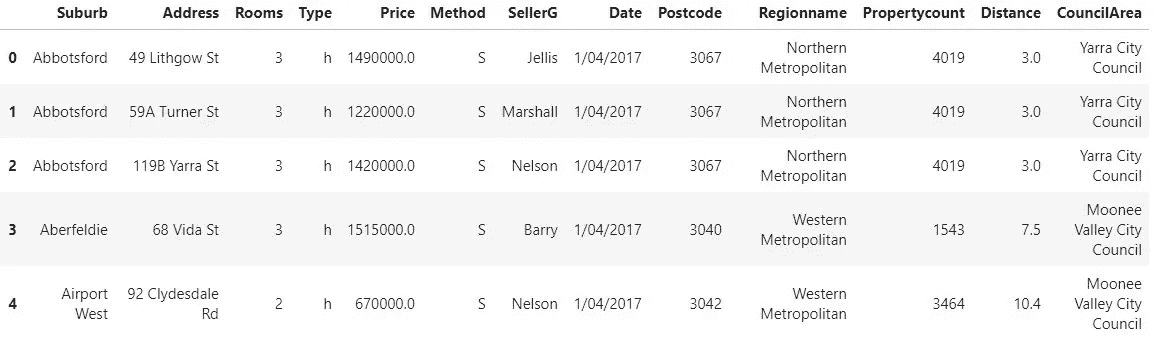 Suburb Address Rooms Type Price Method SellerG Date Postcode Regionname Propertycount Distance CouncilArea
0 Abbotsford 49 Lithgow St 3 h 1490000.0 S Jellis 1/04/2017 3067 Northern Metropolitan 4019 3.0 Yarra City Council
1 Abbotsford 59A Turner St 3 h 1220000.0 S Marshall 1/04/2017 3067 Northern Metropolitan 4019 3.0 Yarra City Council
2 Abbotsford 119B Yarra St 3 h 1420000.0 S Nelson 1/04/2017 3067 Northern Metropolitan 4019 3.0 Yarra City Council
3 Aberfeldie 68 Vida St 3 h 1515000.0 S Barry 1/04/2017 3040 Western Metropolitan 1543 7.5 Moonee Valley City Council
4 Airport West 92 Clydesdale Rd 2 h 670000.0 S Nelson 1/04/2017 3042 Western Metropolitan 3464 10.4 Moonee Valley City Council